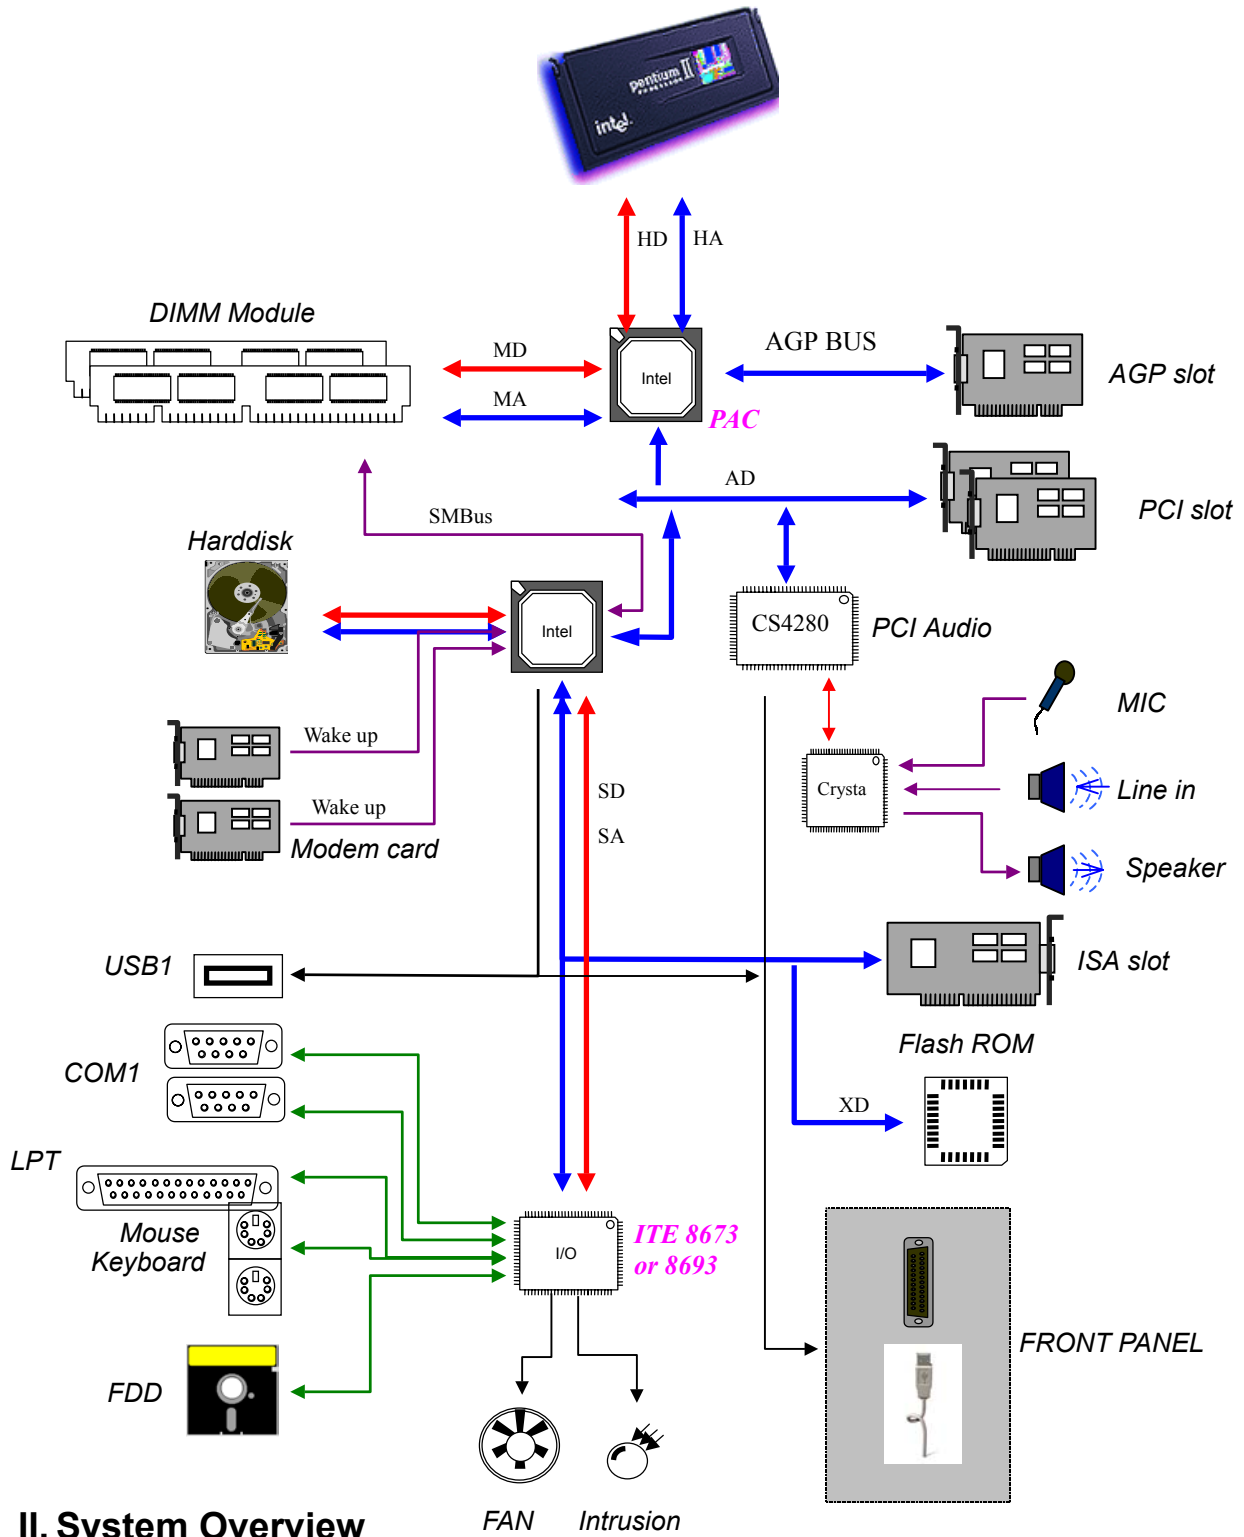 pentium II
PROCESSOR
intel.
HD
HA
DIMM Module
MD
MA
Intel
PAC
AGP BUS
AGP slot
AD
PCI slot
SMBus
Harddisk
Intel
CS4280
PCI Audio
MIC
Wake up
Crysta
Line in
Wake up
Modem card
SD
SA
Speaker
USB1
ISA slot
COM1
Flash ROM
XD
LPT
Mouse
Keyboard
I/O
ITE 8673
or 8693
FRONT PANEL
FDD
FAN
Intrusion
II. System Overview